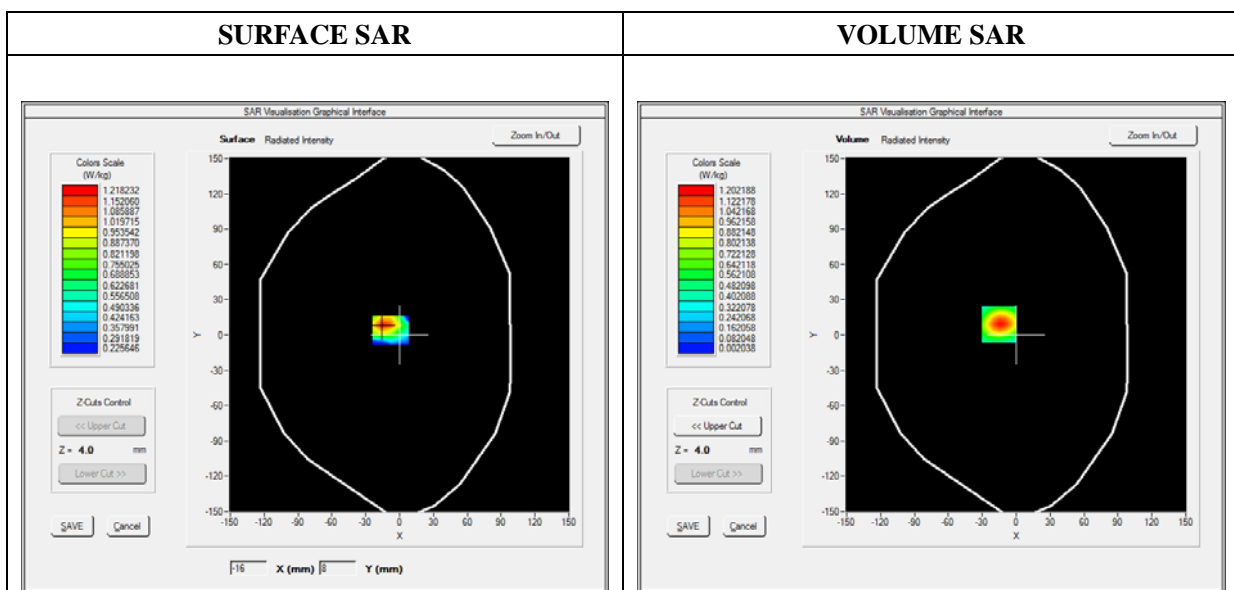 SURFACE SAR
SAR Visualisation Graphical Interface
Surface Radiated Intensity
Zoom In/Out
Colors Scale
(W/kg)
1.218232
1.152060
1.085887
1.019715
0.953542
0.887370
0.821198
0.755025
0.688853
0.622681
0.556508
0.490336
0.424163
0.357991
0.291819
0.225646
Z-Cuts Control
<< Upper Cut
Z = 4.0 mm
Lower Cut >>
SAVE Cancel
150
120
90
60
30
0
-30
-60
-90
-120
-150
Y
-150 -120 -90 -60 -30 0 30 60 90 120 150
X
-16 X (mm) 8 Y (mm)
VOLUME SAR
SAR Visualisation Graphical Interface
Volume Radiated Intensity
Zoom In/Out
Colors Scale
(W/kg)
1.202188
1.122178
1.042168
0.962158
0.882148
0.802138
0.722128
0.642118
0.562108
0.482098
0.402088
0.322078
0.242068
0.162058
0.082048
0.002038
Z-Cuts Control
<< Upper Cut
Z = 4.0 mm
Lower Cut >>
SAVE Cancel
150
120
90
60
30
0
-30
-60
-90
-120
-150
Y
-150 -120 -90 -60 -30 0 30 60 90 120 150
X